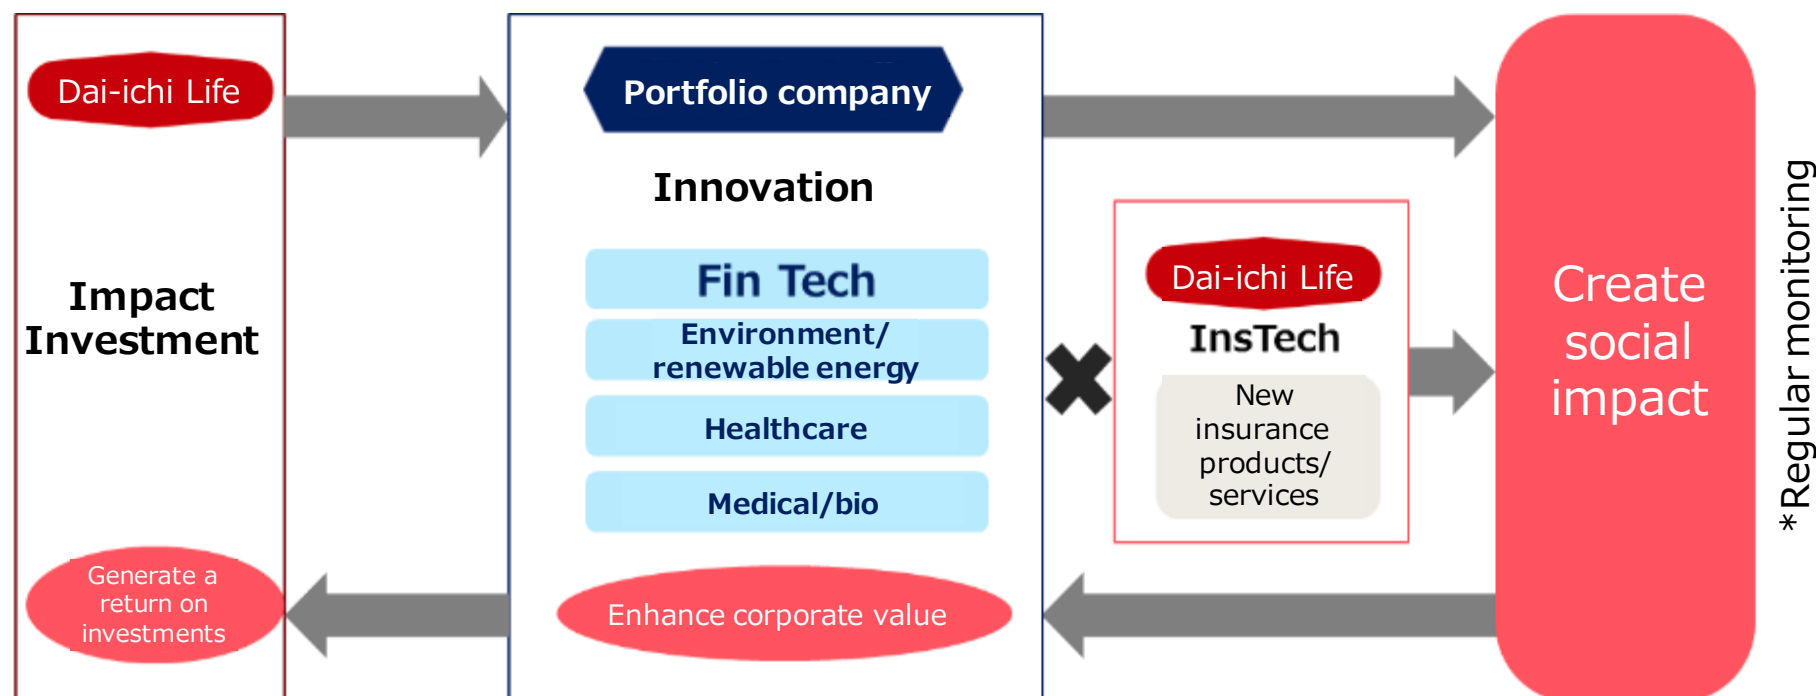 Dai-ichi Life
Impact
Investment
Generate a
return on
investments
Portfolio company
Innovation
Fin Tech
Environment/
renewable energy
Healthcare
Medical/bio
Enhance corporate value
Dai-ichi Life
InsTech
New
insurance
products/
services
Create
social
impact
*Regular monitoring